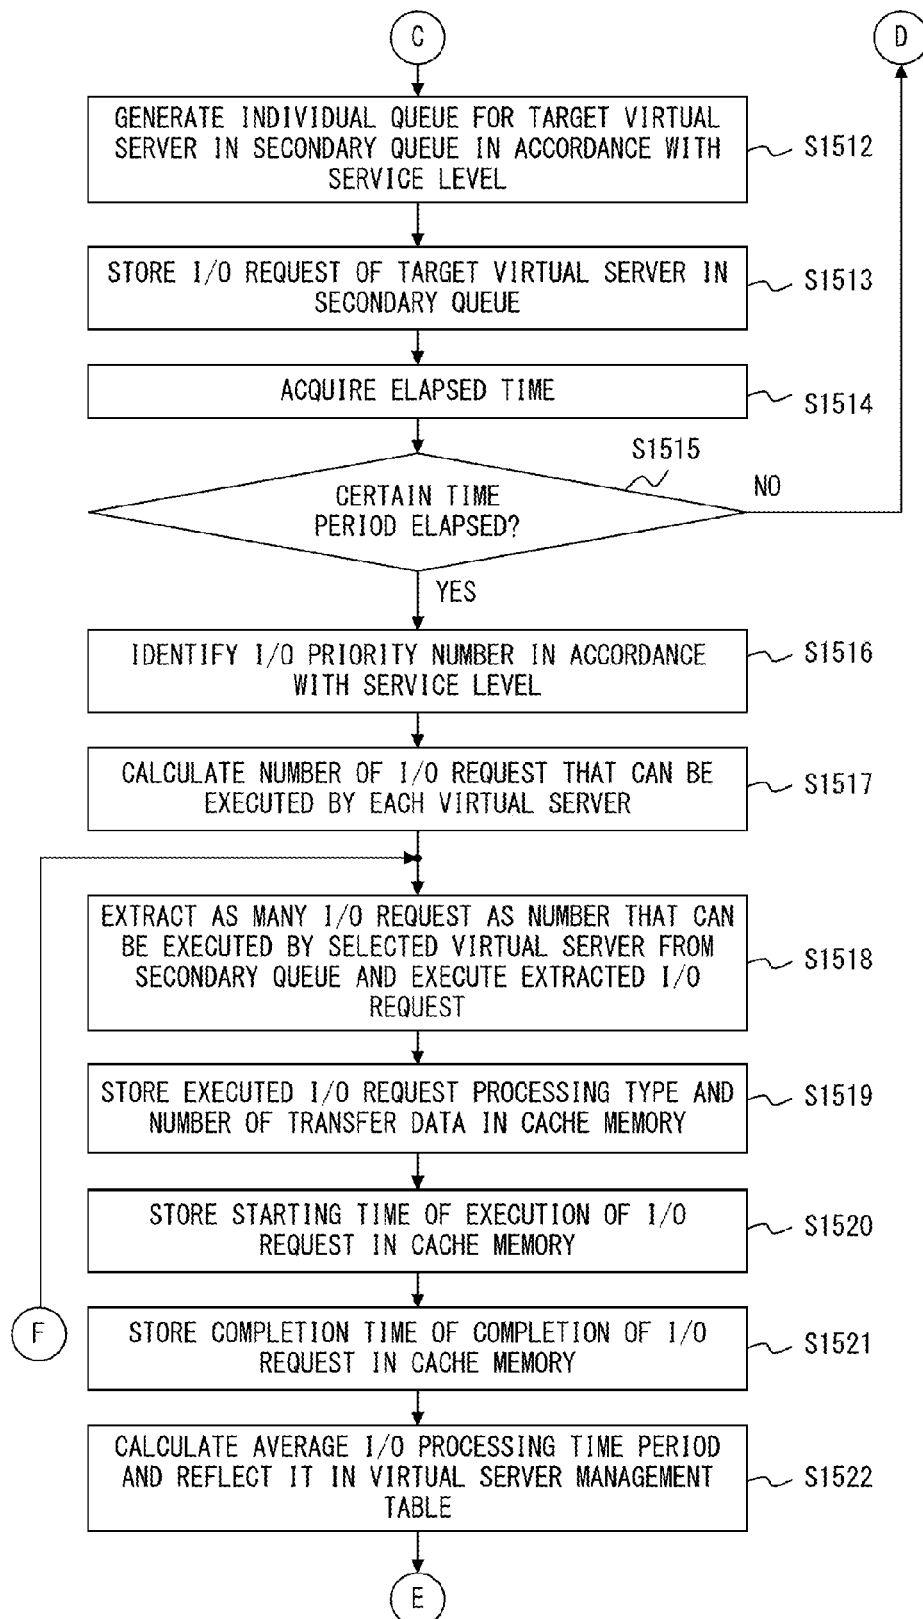 C
D
GENERATE INDIVIDUAL QUEUE FOR TARGET VIRTUAL
SERVER IN SECONDARY QUEUE IN ACCORDANCE WITH
SERVICE LEVEL
S1512
STORE I/O REQUEST OF TARGET VIRTUAL SERVER IN
SECONDARY QUEUE
S1513
ACQUIRE ELAPSED TIME
S1514
S1515
CERTAIN TIME
PERIOD ELAPSED?
NO
YES
IDENTIFY I/O PRIORITY NUMBER IN ACCORDANCE
WITH SERVICE LEVEL
S1516
CALCULATE NUMBER OF I/O REQUEST THAT CAN BE
EXECUTED BY EACH VIRTUAL SERVER
S1517
EXTRACT AS MANY I/O REQUEST AS NUMBER THAT CAN
BE EXECUTED BY SELECTED VIRTUAL SERVER FROM
SECONDARY QUEUE AND EXECUTE EXTRACTED I/O
REQUEST
S1518
STORE EXECUTED I/O REQUEST PROCESSING TYPE AND
NUMBER OF TRANSFER DATA IN CACHE MEMORY
S1519
STORE STARTING TIME OF EXECUTION OF I/O
REQUEST IN CACHE MEMORY
S1520
F
STORE COMPLETION TIME OF COMPLETION OF I/O
REQUEST IN CACHE MEMORY
S1521
CALCULATE AVERAGE I/O PROCESSING TIME PERIOD
AND REFLECT IT IN VIRTUAL SERVER MANAGEMENT
TABLE
S1522
E